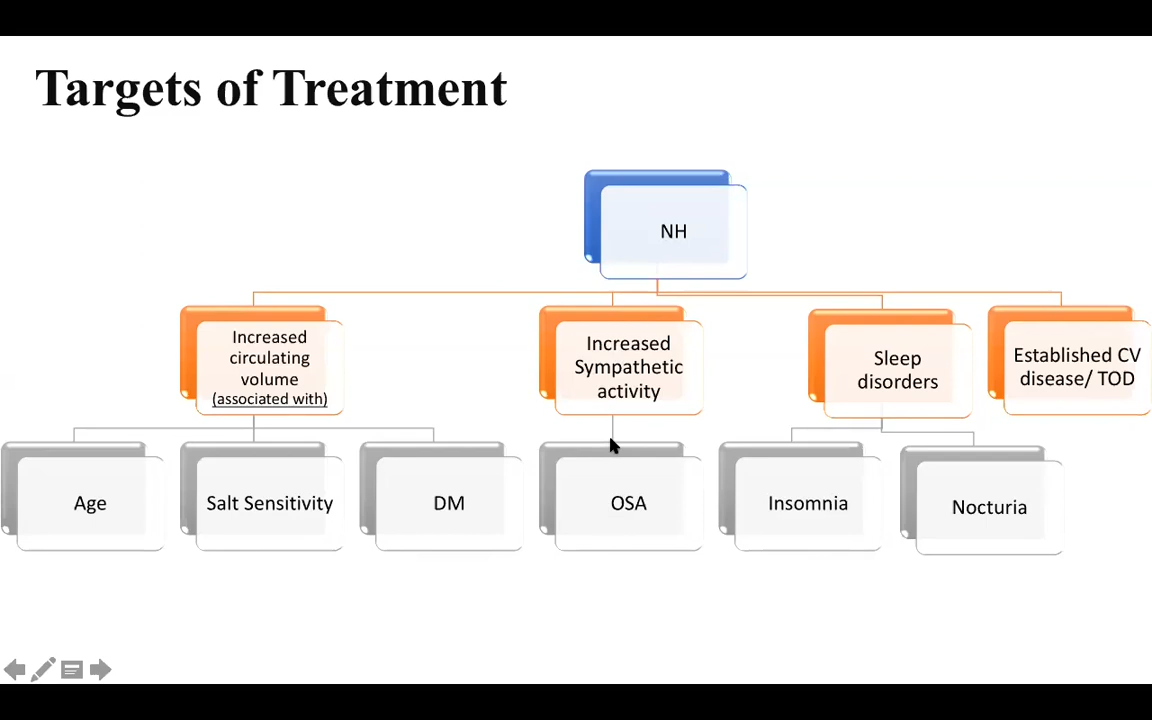 Targets of Treatment
NH
Increased
circulating
volume
(associated with)
Increased
Sympathetic
activity
Sleep
disorders
Established CV
disease/ TOD
Age
Salt Sensitivity
DM
OSA
Insomnia
Nocturia